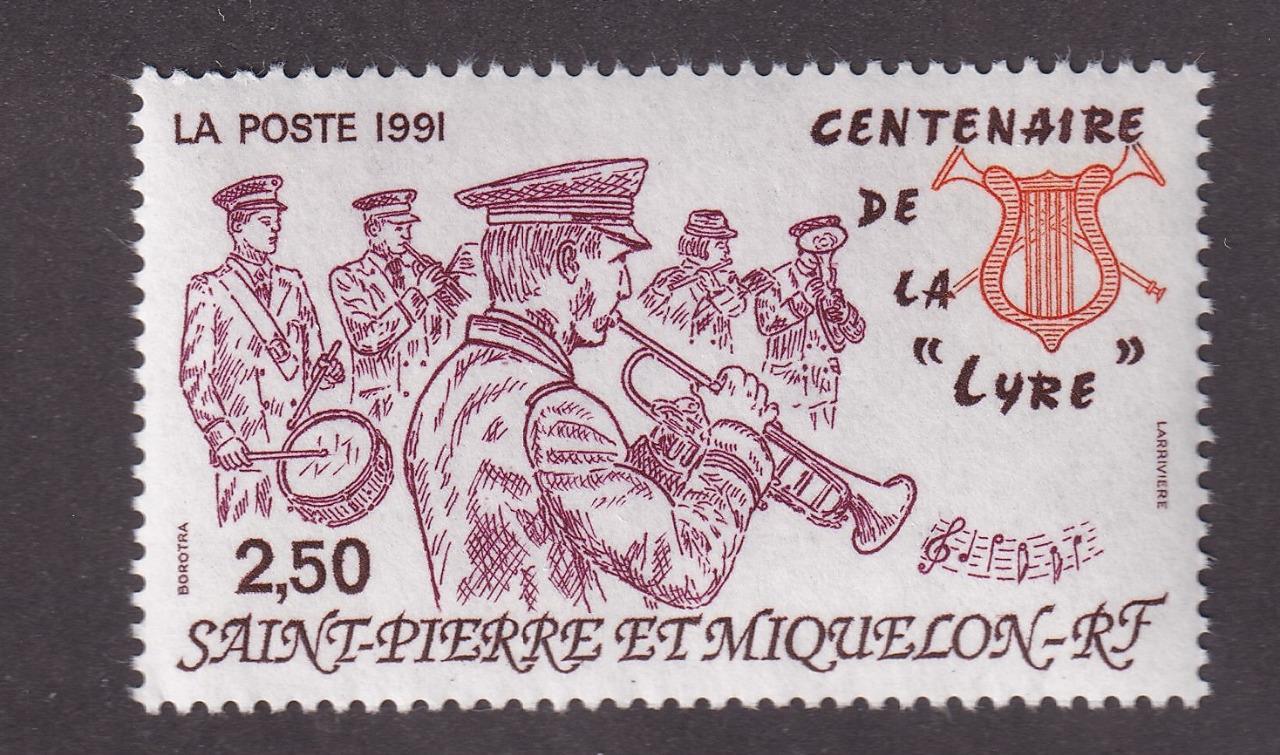 LA POSTE 1991
CENTENAIRE
DE
LA
"LYRE"
LARRIVIERE
BOROTRA
2,50
SAINT-PIERRE ET MIQUELON-RF